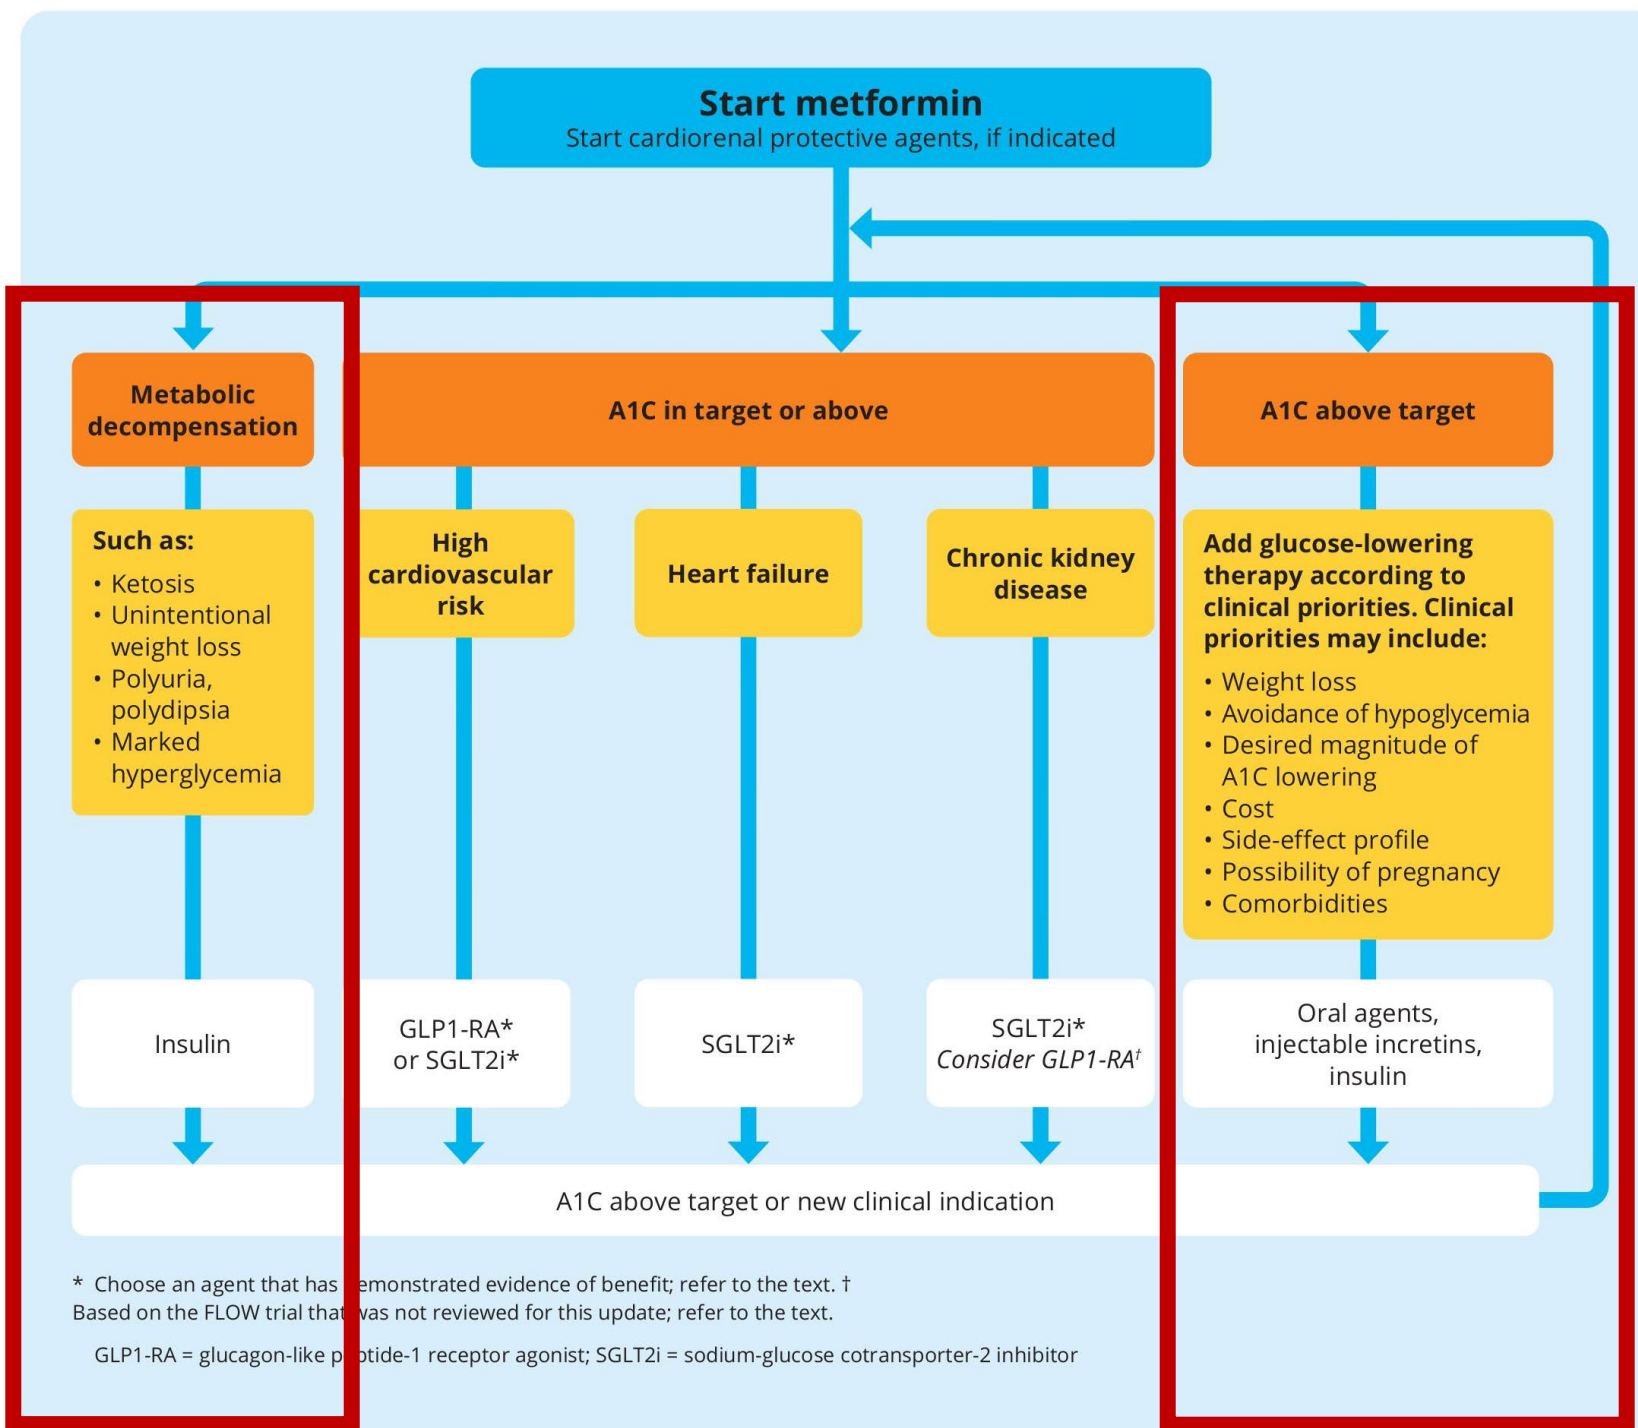 Start metformin
Start cardiorenal protective agents, if indicated
Metabolic
decompensation
A1C in target or above
A1C above target
Such as:
• Ketosis
• Unintentional
weight loss
• Polyuria,
polydipsia
• Marked
hyperglycemia
High
cardiovascular
risk
Heart failure
Chronic kidney
disease
Add glucose-lowering
therapy according to
clinical priorities. Clinical
priorities may include:
• Weight loss
• Avoidance of hypoglycemia
• Desired magnitude of
A1C lowering
• Cost
• Side-effect profile
• Possibility of pregnancy
• Comorbidities
Insulin
GLP1-RA*
or SGLT2i*
SGLT2i*
SGLT2i*
Consider GLP1-RA†
Oral agents,
injectable incretins,
insulin
A1C above target or new clinical indication
* Choose an agent that has demonstrated evidence of benefit; refer to the text. †
Based on the FLOW trial that was not reviewed for this update; refer to the text.
GLP1-RA = glucagon-like peptide-1 receptor agonist; SGLT2i = sodium-glucose cotransporter-2 inhibitor